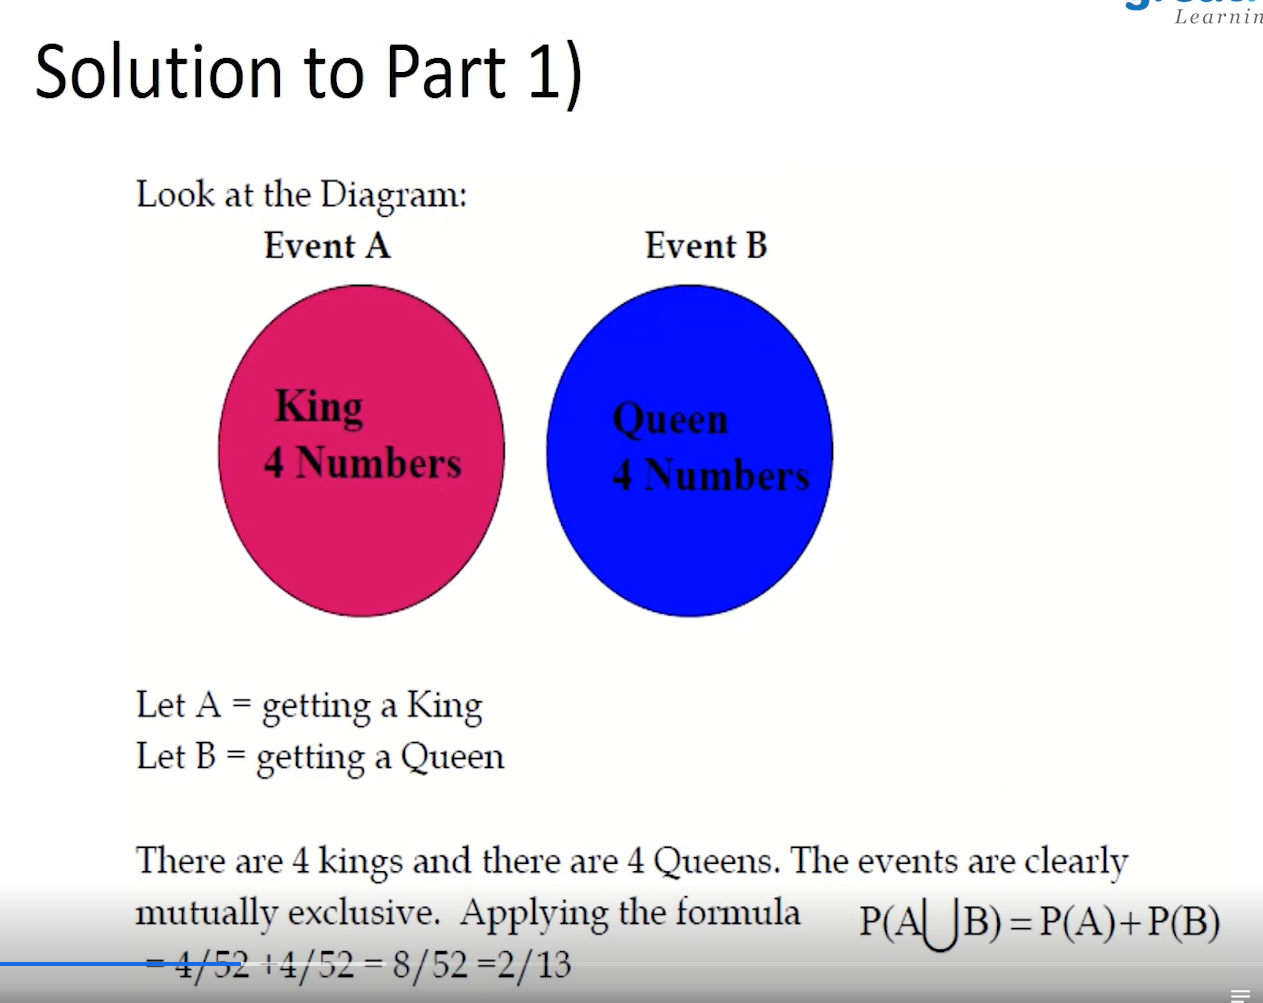 Learnin
Solution to Part 1)
Look at the Diagram:
Event A Event B
King
4 Numbers
Queen
4 Numbers
Let A = getting a King
Let B = getting a Queen
There are 4 kings and there are 4 Queens. The events are clearly
mutually exclusive. Applying the formula P(A⋃B) = P(A)+P(B)
= 4/52 +4/52 = 8/52 =2/13